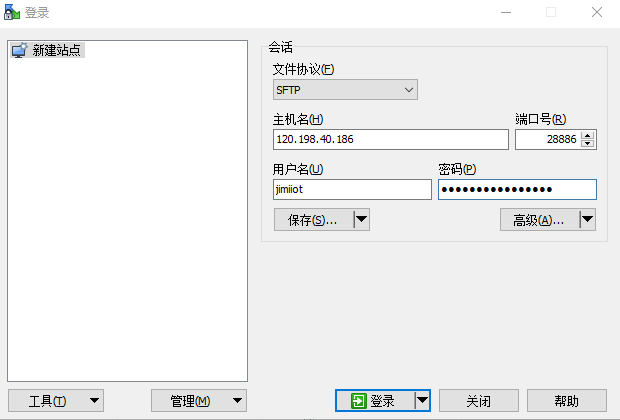 登录
新建站点
会话
文件协议(F)
SFTP
主机名(H) 端口号(R)
120.198.40.186 28886
用户名(U) 密码(P)
jimiiot ●●●●●●●●●●●●●●●●
保存(S)... 高级(A)...
工具(T) 管理(M) 登录 关闭 帮助